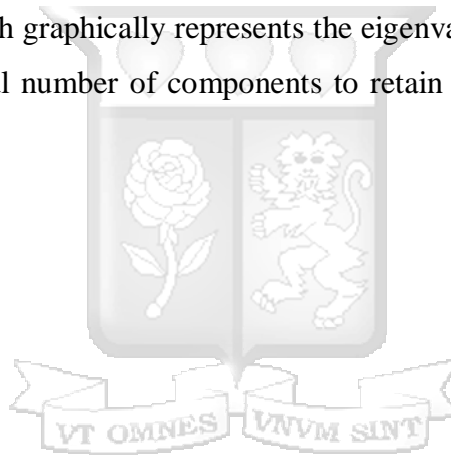 h graphically represents the eigenva
number of components to retain
VT OMNES VNVM SINT